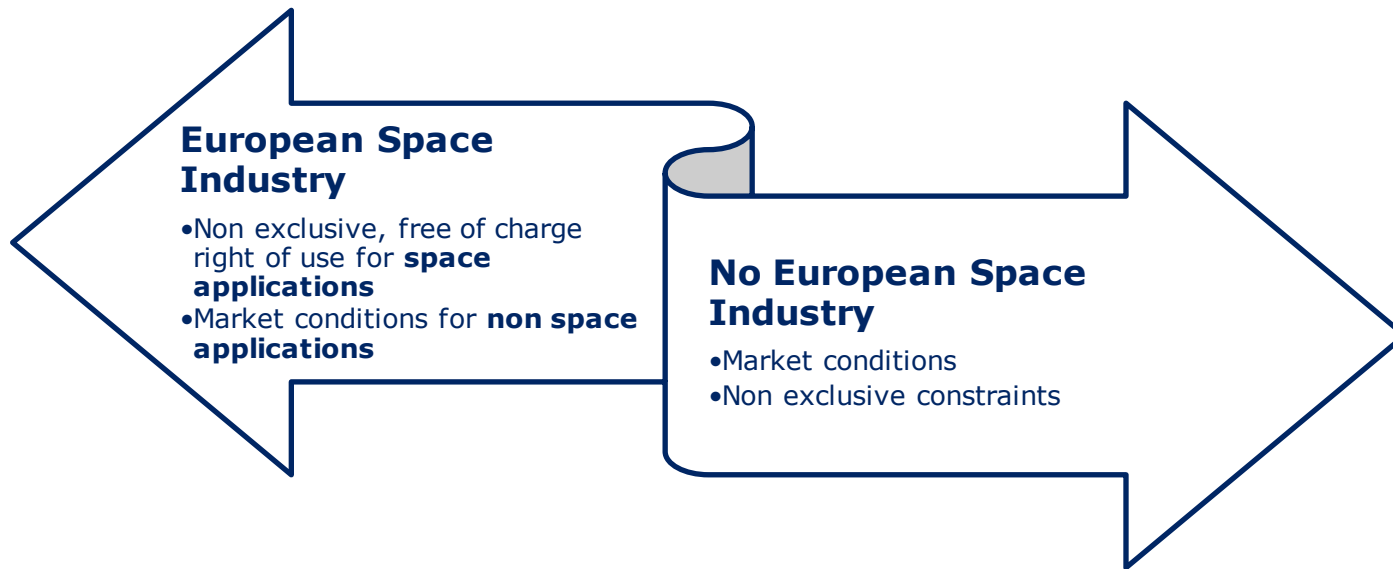 European Space
Industry
•Non exclusive, free of charge
right of use for space
applications
•Market conditions for non space
applications
No European Space
Industry
•Market conditions
•Non exclusive constraints